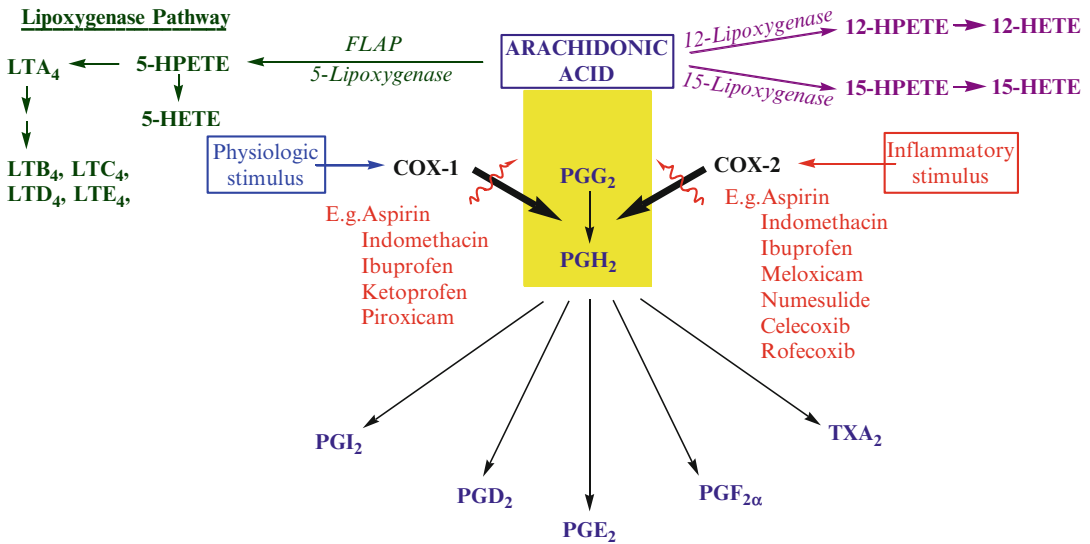 Lipoxygenase Pathway
LTA4
5-HPETE
5-HETE
LTB4, LTC4,
LTD4, LTE4,
FLAP
5-Lipoxygenase
ARACHIDONIC
ACID
12-Lipoxygenase
12-HPETE
12-HETE
15-Lipoxygenase
15-HPETE
15-HETE
Physiologic
stimulus
COX-1
E.g.Aspirin
Indomethacin
Ibuprofen
Ketoprofen
Piroxicam
PGG2
PGH2
COX-2
E.g.Aspirin
Indomethacin
Ibuprofen
Meloxicam
Numesulide
Celecoxib
Rofecoxib
Inflammatory
stimulus
PGI2
PGD2
PGE2
PGF2α
TXA2